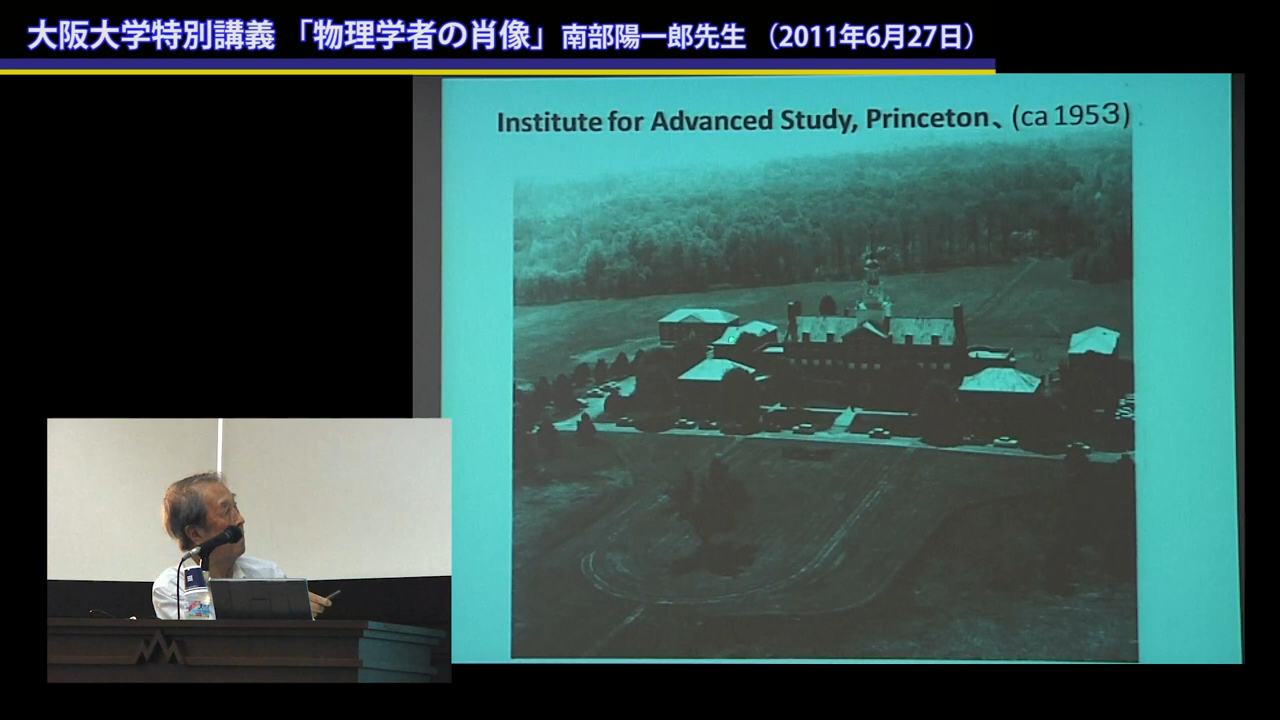 大阪大学特別講義 「物理学者の肖像」 南部陽一郎先生 （2011年6月27日）
Institute for Advanced Study, Princeton、(ca 1953)